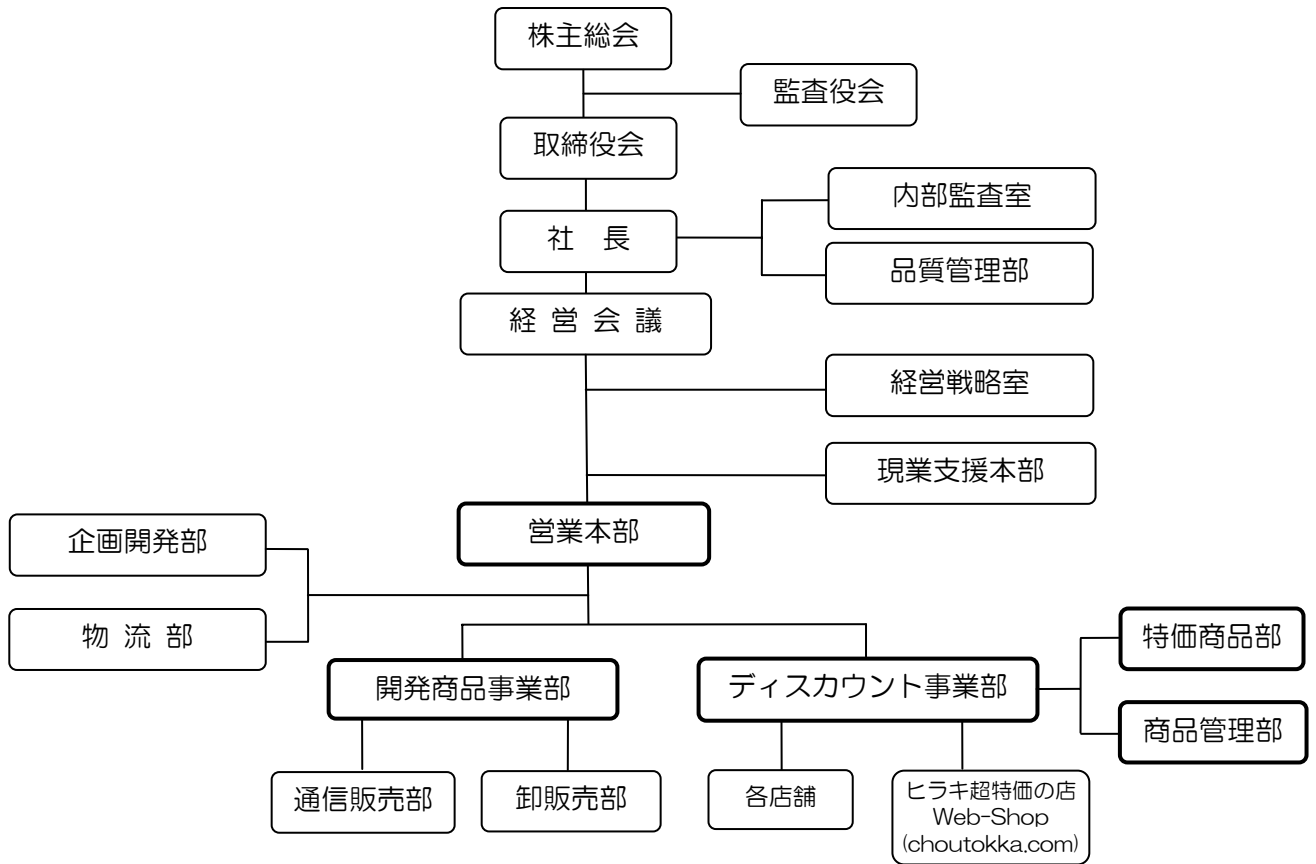 株主総会
監査役会
取締役会
内部監査室
社　長
品質管理部
経 営 会 議
経営戦略室
現業支援本部
営業本部
企画開発部
物 流 部
特価商品部
開発商品事業部
ディスカウント事業部
商品管理部
通信販売部
卸販売部
各店舗
ヒラキ超特価の店
Web-Shop
(choutokka.com)